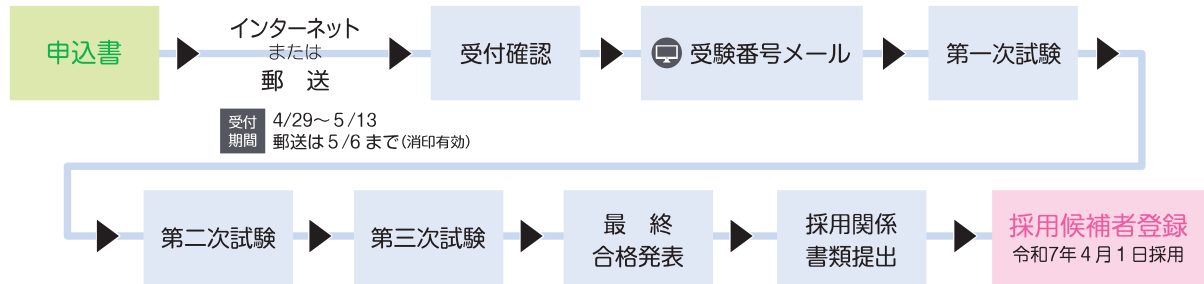 申込書
インターネット
または
郵 送
受付期間
4/29～5/13
郵送は5/6まで(消印有効)
受付確認
受験番号メール
第一次試験
第二次試験
第三次試験
最 終
合格発表
採用関係
書類提出
採用候補者登録
令和7年4月1日採用